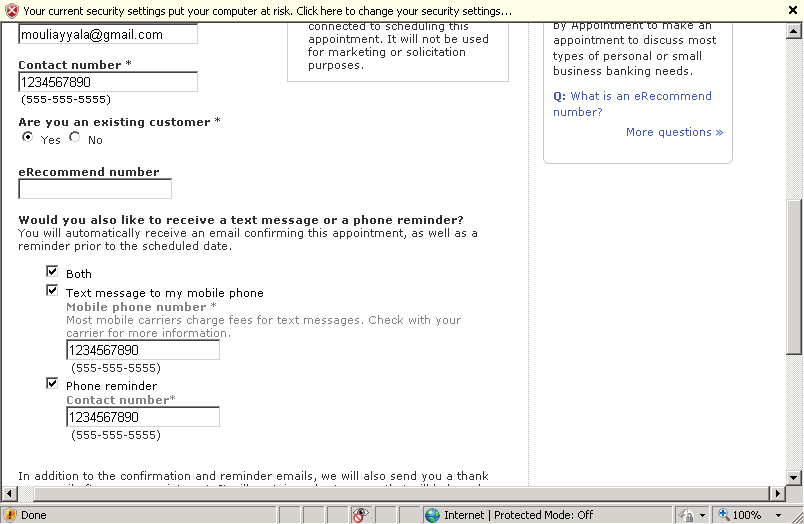 Your current security settings put your computer at risk. Click here to change your security settings...
mouliayyala@gmail.com
Contact number *
1234567890
(555-555-5555)
Are you an existing customer *
Yes No
eRecommend number
Would you also like to receive a text message or a phone reminder?
You will automatically receive an email confirming this appointment, as well as a
reminder prior to the scheduled date.
Both
Text message to my mobile phone
Mobile phone number *
Most mobile carriers charge fees for text messages. Check with your
carrier for more information.
1234567890
(555-555-5555)
Phone reminder
Contact number*
1234567890
(555-555-5555)
In addition to the confirmation and reminder emails, we will also send you a thank
connected to scheduling this
appointment. It will not be used
for marketing or solicitation
purposes.
by Appointment to make an
appointment to discuss most
types of personal or small
business banking needs.
Q: What is an eRecommend
number?
More questions »
Done
Internet | Protected Mode: Off
100%